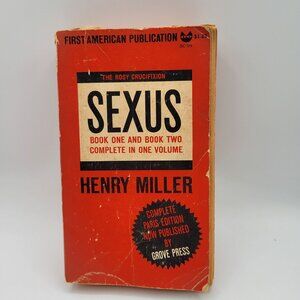 FIRST AMERICAN PUBLICATION
THE ROSY CRUCIFIXION
SEXUS
BOOK ONE AND BOOK TWO
COMPLETE IN ONE VOLUME
HENRY MILLER
COMPLETE
PARIS EDITION
NOW PUBLISHED
BY
GROVE PRESS